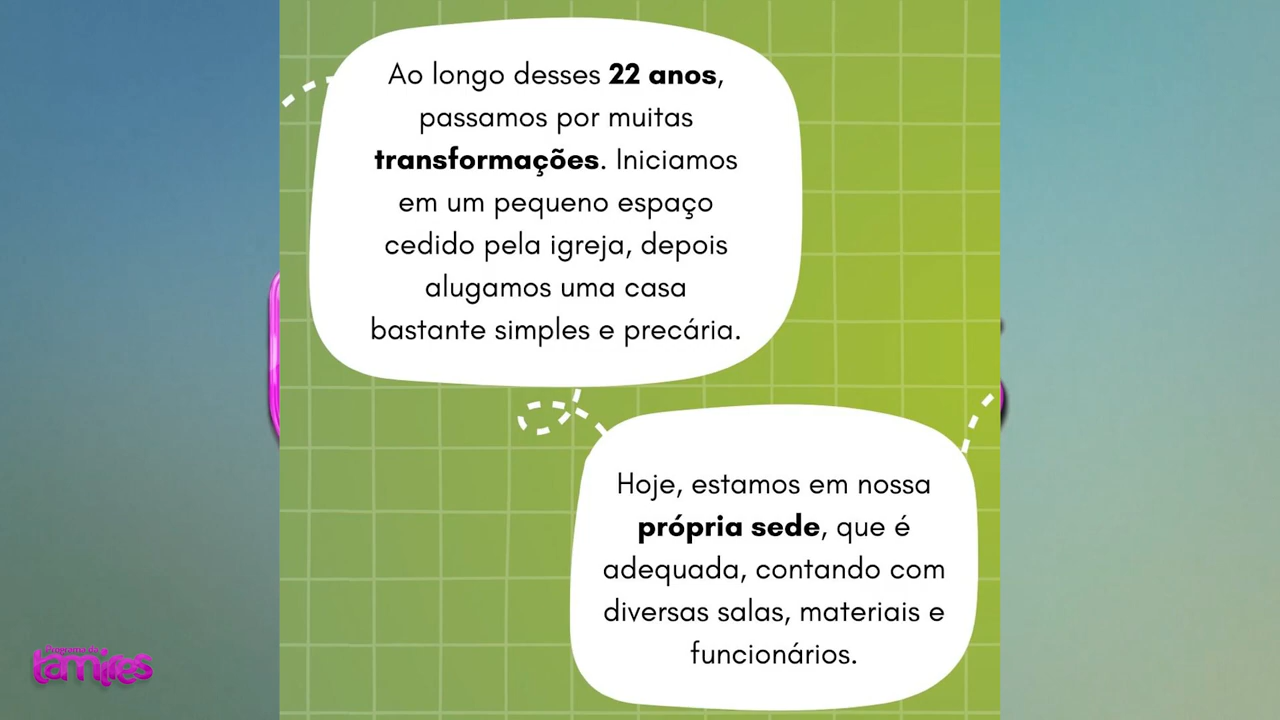 Ao longo desses 22 anos,
passamos por muitas
transformações. Iniciamos
em um pequeno espaço
cedido pela igreja, depois
alugamos uma casa
bastante simples e precária.
Hoje, estamos em nossa
própria sede, que é
adequada, contando com
diversas salas, materiais e
funcionários.
Programa da
tamires